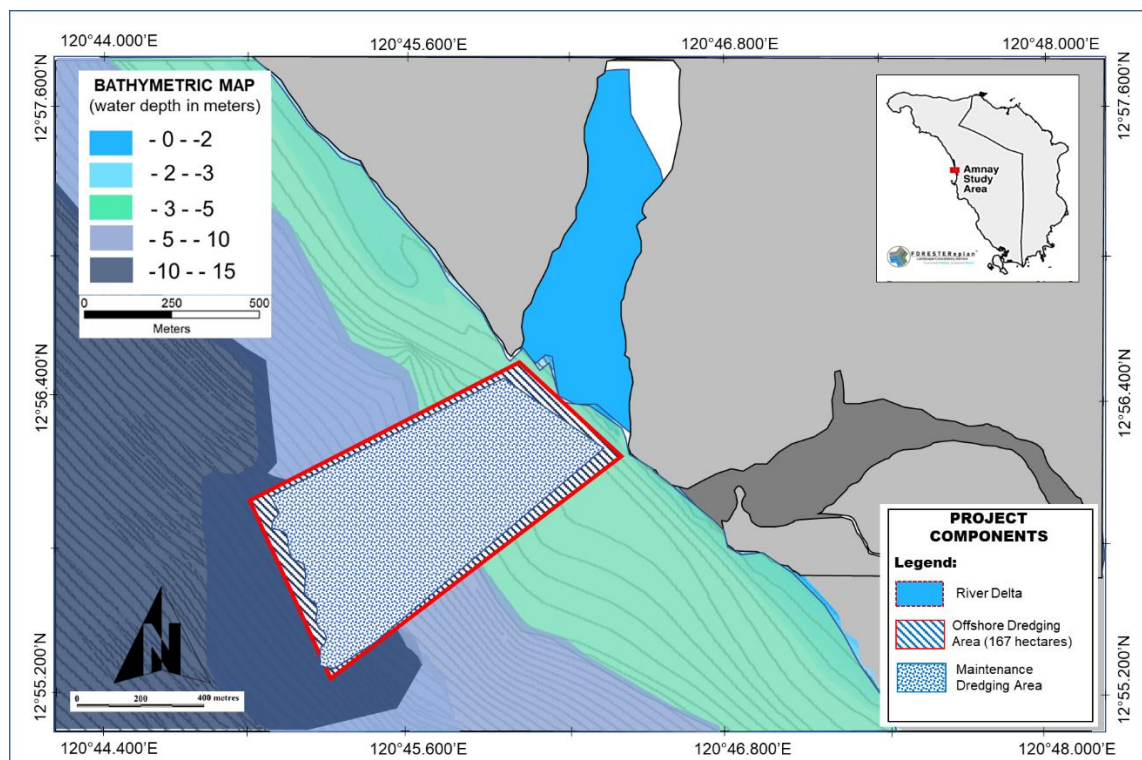 120°44.000'E 120°45.600'E 120°46.800'E 120°48.000'E
12°57.600'N
12°56.400'N
12°55.200'N
BATHYMETRIC MAP
(water depth in meters)
- 0 - -2
- 2 - -3
- 3 - -5
- 5 - - 10
-10 - - 15
0 250 500
Meters
Amnay
Study
Area
FORESTEReplan
12°57.600'N
12°56.400'N
12°55.200'N
PROJECT
COMPONENTS
Legend:
River Delta
Offshore Dredging
Area (167 hectares)
Maintenance
Dredging Area
N
0 200 400 metres
120°44.400'E 120°45.600'E 120°46.800'E 120°48.000'E